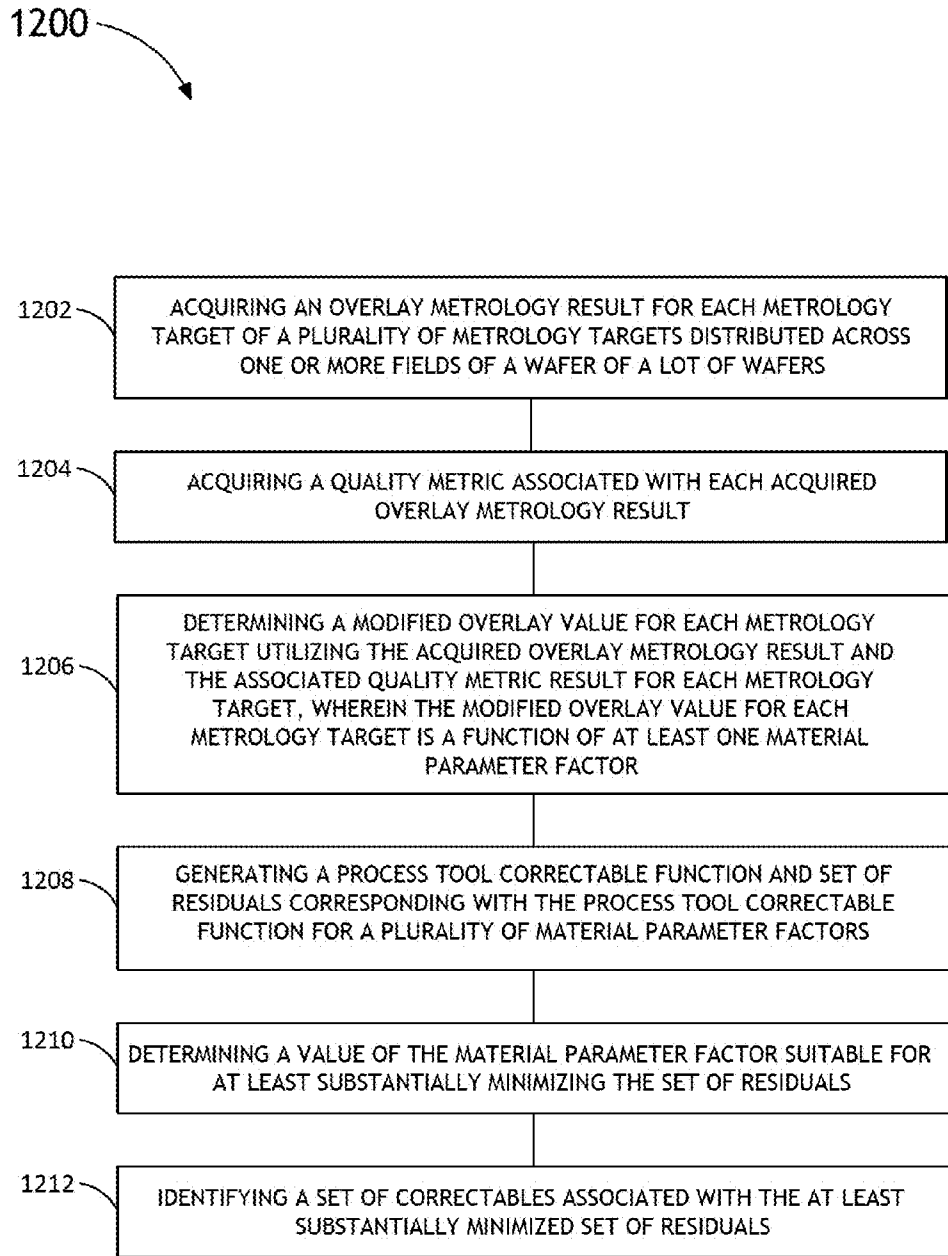 1200
1202
ACQUIRING AN OVERLAY METROLOGY RESULT FOR EACH METROLOGY
TARGET OF A PLURALITY OF METROLOGY TARGETS DISTRIBUTED ACROSS
ONE OR MORE FIELDS OF A WAFER OF A LOT OF WAFERS
1204
ACQUIRING A QUALITY METRIC ASSOCIATED WITH EACH ACQUIRED
OVERLAY METROLOGY RESULT
1206
DETERMINING A MODIFIED OVERLAY VALUE FOR EACH METROLOGY
TARGET UTILIZING THE ACQUIRED OVERLAY METROLOGY RESULT AND
THE ASSOCIATED QUALITY METRIC RESULT FOR EACH METROLOGY
TARGET, WHEREIN THE MODIFIED OVERLAY VALUE FOR EACH
METROLOGY TARGET IS A FUNCTION OF AT LEAST ONE MATERIAL
PARAMETER FACTOR
1208
GENERATING A PROCESS TOOL CORRECTABLE FUNCTION AND SET OF
RESIDUALS CORRESPONDING WITH THE PROCESS TOOL CORRECTABLE
FUNCTION FOR A PLURALITY OF MATERIAL PARAMETER FACTORS
1210
DETERMINING A VALUE OF THE MATERIAL PARAMETER FACTOR SUITABLE FOR
AT LEAST SUBSTANTIALLY MINIMIZING THE SET OF RESIDUALS
1212
IDENTIFYING A SET OF CORRECTABLES ASSOCIATED WITH THE AT LEAST
SUBSTANTIALLY MINIMIZED SET OF RESIDUALS